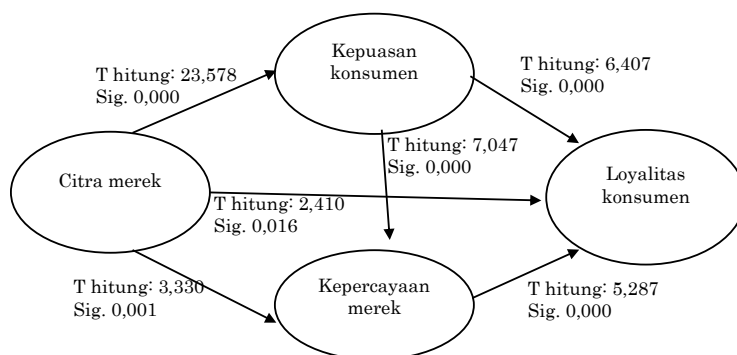 Kepuasan
konsumen
T hitung: 23,578
Sig. 0,000
T hitung: 6,407
Sig. 0,000
T hitung: 7,047
Sig. 0,000
Citra merek
Loyalitas
konsumen
T hitung: 2,410
Sig. 0,016
T hitung: 3,330
Sig. 0,001
Kepercayaan
merek
T hitung: 5,287
Sig. 0,000